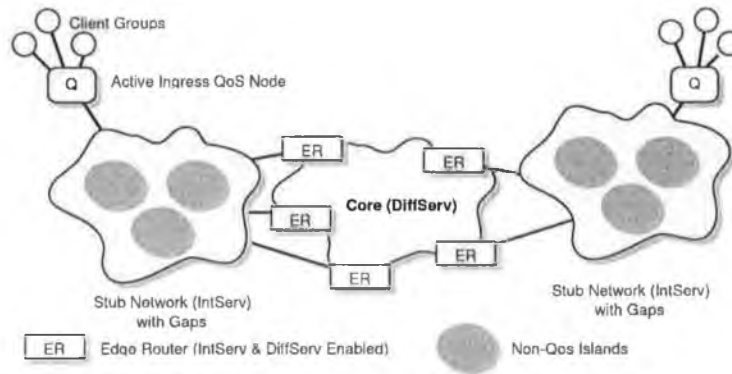 Client Groups
Q
Active Ingress QoS Node
Q
ER
ER
Core (DiffServ)
ER
ER
ER
Stub Network (IntServ)
with Gaps
Stub Network (IntServ)
with Gaps
ER
Edge Router (IntServ & DiffServ Enabled)
Non-Qos Islands